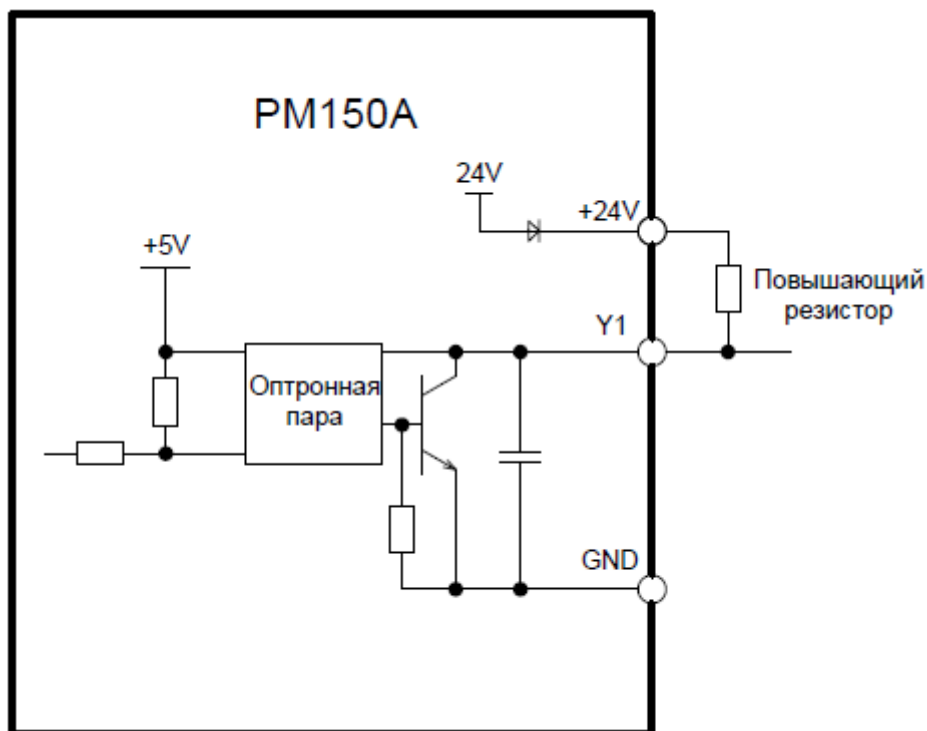 PM150A
24V
+24V
+5V
Повышающий
резистор
Y1
Оптронная
пара
GND